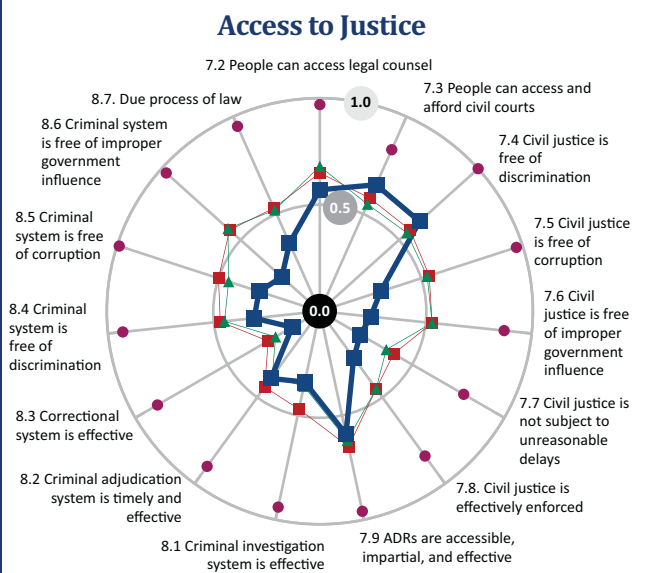 Access to Justice
7.2 People can access legal counsel
1.0
7.3 People can access and
afford civil courts
7.4 Civil justice is
free of
discrimination
7.5 Civil justice
is free of
corruption
7.6 Civil
justice is free
of improper
government
influence
7.7 Civil justice is
not subject to
unreasonable
delays
7.8. Civil justice is
effectively enforced
7.9 ADRs are accessible,
impartial, and effective
8.1 Criminal investigation
system is effective
8.2 Criminal adjudication
system is timely and
effective
8.3 Correctional
system is effective
8.4 Criminal
system is
free of
discrimination
8.5 Criminal
system is free
of corruption
8.6 Criminal system
is free of improper
government
influence
8.7. Due process of law
0.5
0.0